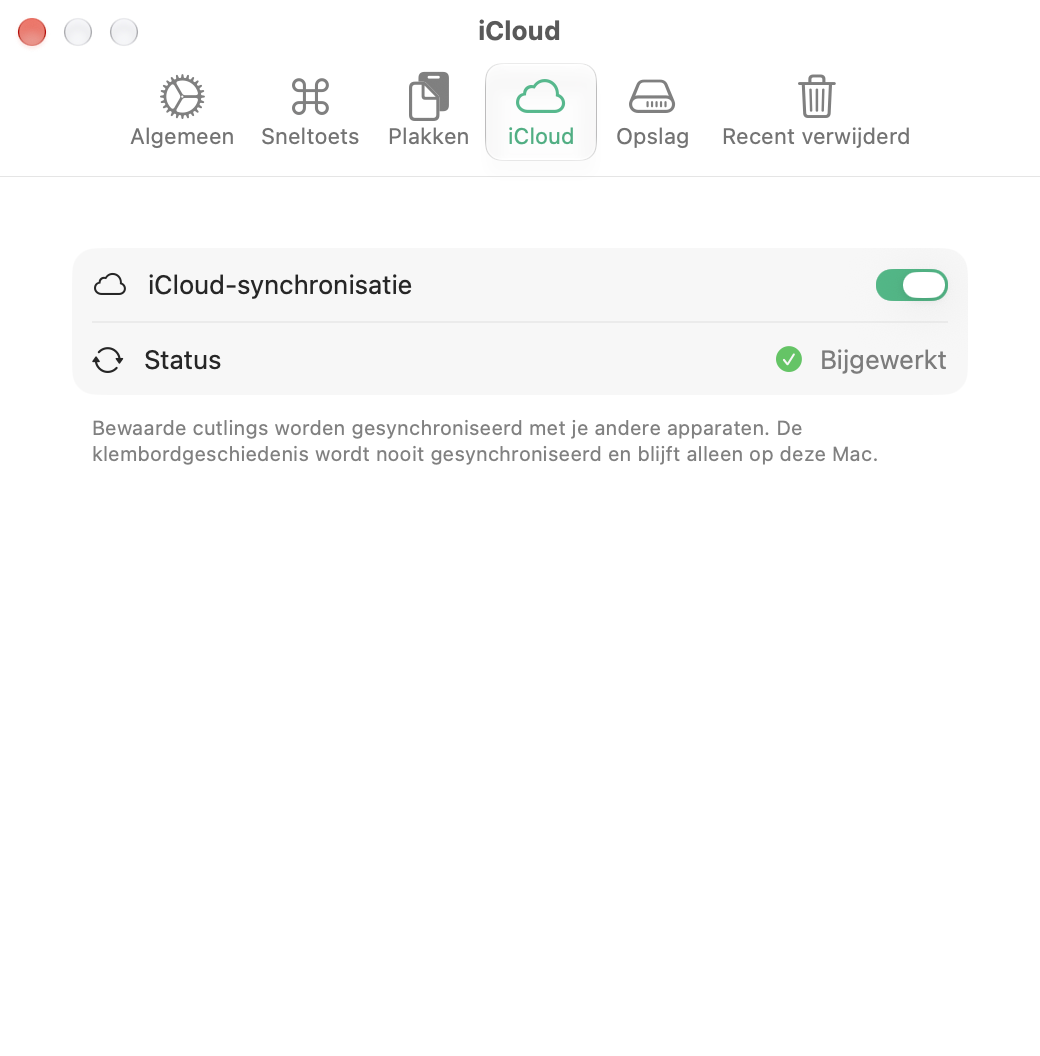 iCloud
Algemeen
Sneltoets
Plakken
iCloud
Opslag
Recent verwijderd
iCloud-synchronisatie
Status
Bijgewerkt
Bewaarde cutlings worden gesynchroniseerd met je andere apparaten. De
klembordgeschiedenis wordt nooit gesynchroniseerd en blijft alleen op deze Mac.